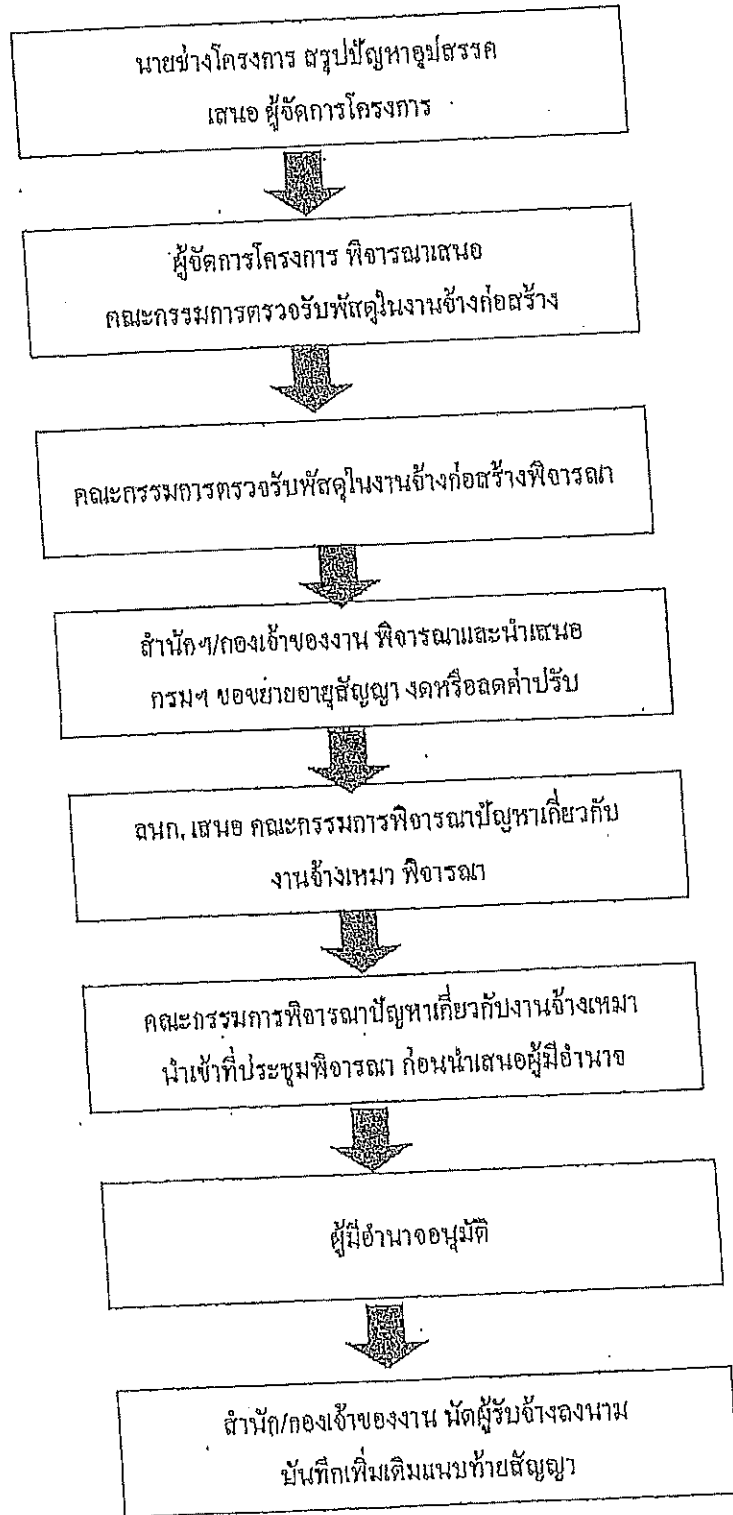 นายช่างโครงการ สรุปปัญหาอุปสรรค
เสนอ ผู้จัดการโครงการ
ผู้จัดการโครงการ พิจารณาเสนอ
คณะกรรมการตรวจรับพัสดุในงานจ้างก่อสร้าง
คณะกรรมการตรวจรับพัสดุในงานจ้างก่อสร้างพิจารณา
สำนักฯ/กองเจ้าของงาน พิจารณาและนำเสนอ
กรมฯ ขอขยายอายุสัญญา งดหรือลดค่าปรับ
ลนก. เสนอ คณะกรรมการพิจารณาปัญหาเกี่ยวกับ
งานจ้างเหมา พิจารณา
คณะกรรมการพิจารณาปัญหาเกี่ยวกับงานจ้างเหมา
นำเข้าที่ประชุมพิจารณา ก่อนนำเสนอผู้มีอำนาจ
ผู้มีอำนาจอนุมัติ
สำนัก/กองเจ้าของงาน นัดผู้รับจ้างลงนาม
บันทึกเพิ่มเติมแนบท้ายสัญญา